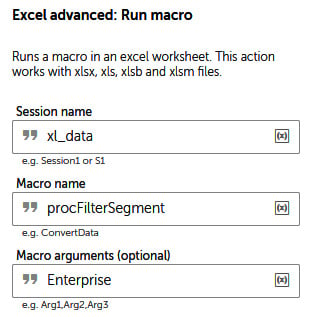 Excel advanced: Run macro
Runs a macro in an excel worksheet. This action
works with xlsx, xls, xlsb and xlsm files.
Session name
xl_data (x)
e.g. Session1 or S1
Macro name
procFilterSegment (x)
e.g. ConvertData
Macro arguments (optional)
Enterprise (x)
e.g. Arg1,Arg2,Arg3